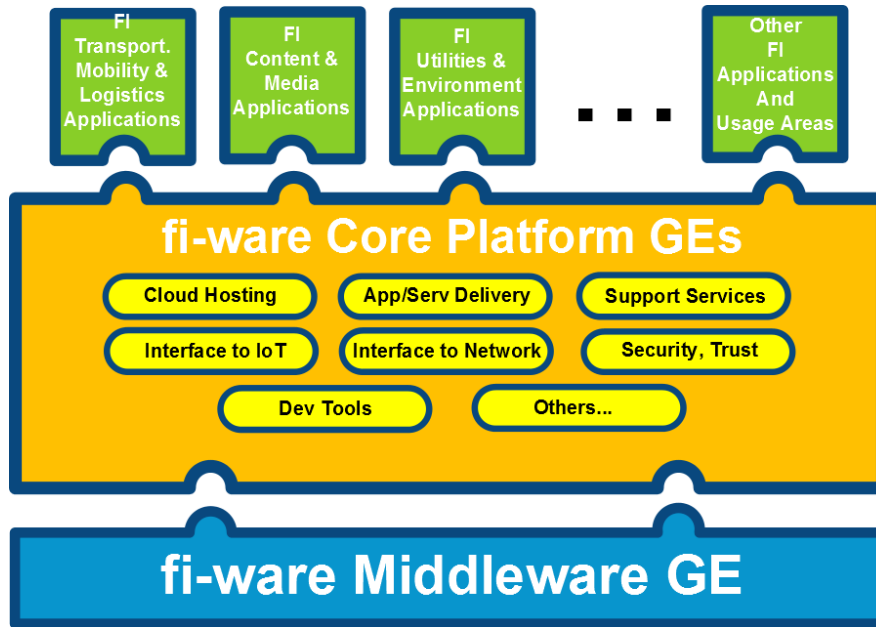 FI
Transport.
Mobility &
Logistics
Applications
FI
Content &
Media
Applications
FI
Utilities &
Environment
Applications
. . .
Other
FI
Applications
And
Usage Areas
fi-ware Core Platform GEs
Cloud Hosting
App/Serv Delivery
Support Services
Interface to IoT
Interface to Network
Security, Trust
Dev Tools
Others...
fi-ware Middleware GE